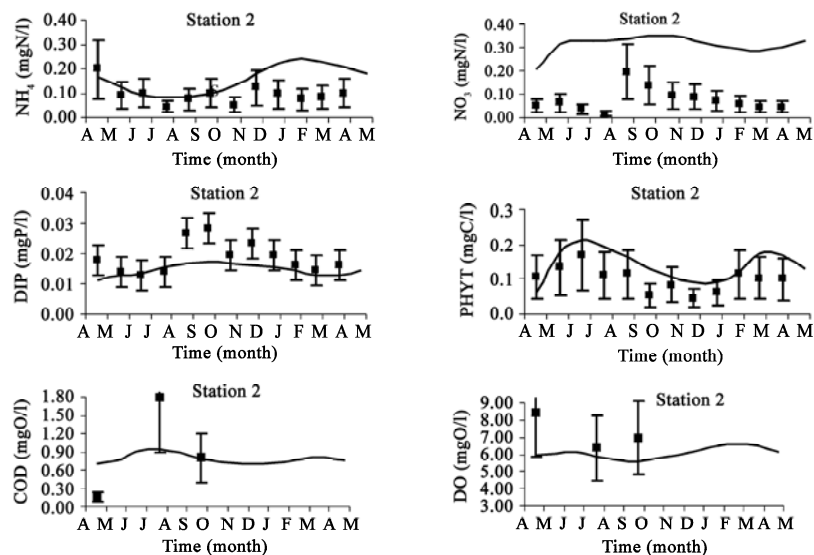 Station 2
NH₄ (mgN/l)
0.40
0.30
0.20
0.10
0.00
A M J J A S O N D J F M A M
Time (month)
Station 2
NO₃ (mgN/l)
0.40
0.30
0.20
0.10
0.00
A M J J A S O N D J F M A M
Time (month)
Station 2
DIP (mgP/l)
0.04
0.03
0.02
0.01
0.00
A M J J A S O N D J F M A M
Time (month)
Station 2
PHYT (mgC/l)
0.3
0.2
0.1
0.0
A M J J A S O N D J F M A M
Time (month)
Station 2
COD (mgO/l)
1.80
1.50
1.20
0.90
0.60
0.30
0.00
A M J J A S O N D J F M A M
Time (month)
Station 2
DO (mgO/l)
9.00
8.00
7.00
6.00
5.00
4.00
3.00
A M J J A S O N D J F M A M
Time (month)